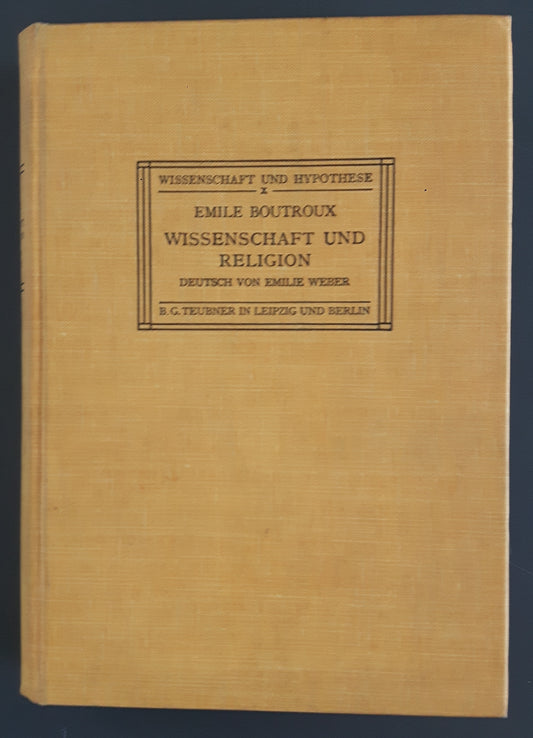 WISSENSCHAFT UND HYPOTHESE
X
EMILE BOUTROUX
WISSENSCHAFT UND
RELIGION
DEUTSCH VON EMILIE WEBER
B. G. TEUBNER IN LEIPZIG UND BERLIN